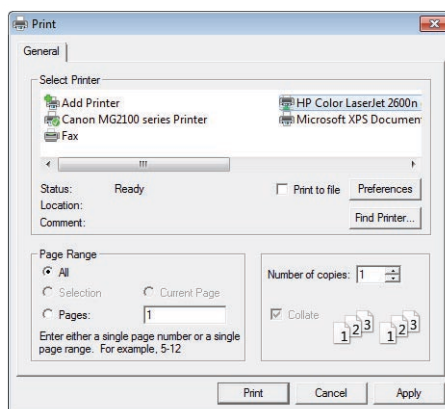 Print
General
Select Printer
Add Printer
HP Color LaserJet 2600n
Canon MG2100 series Printer
Microsoft XPS Documen
Fax
Status: Ready
Print to file
Preferences
Location:
Comment:
Find Printer...
Page Range
All
Selection
Current Page
Pages: 1
Enter either a single page number or a single
page range. For example, 5-12
Number of copies: 1
Collate
1 2 3 1 2 3
Print Cancel Apply